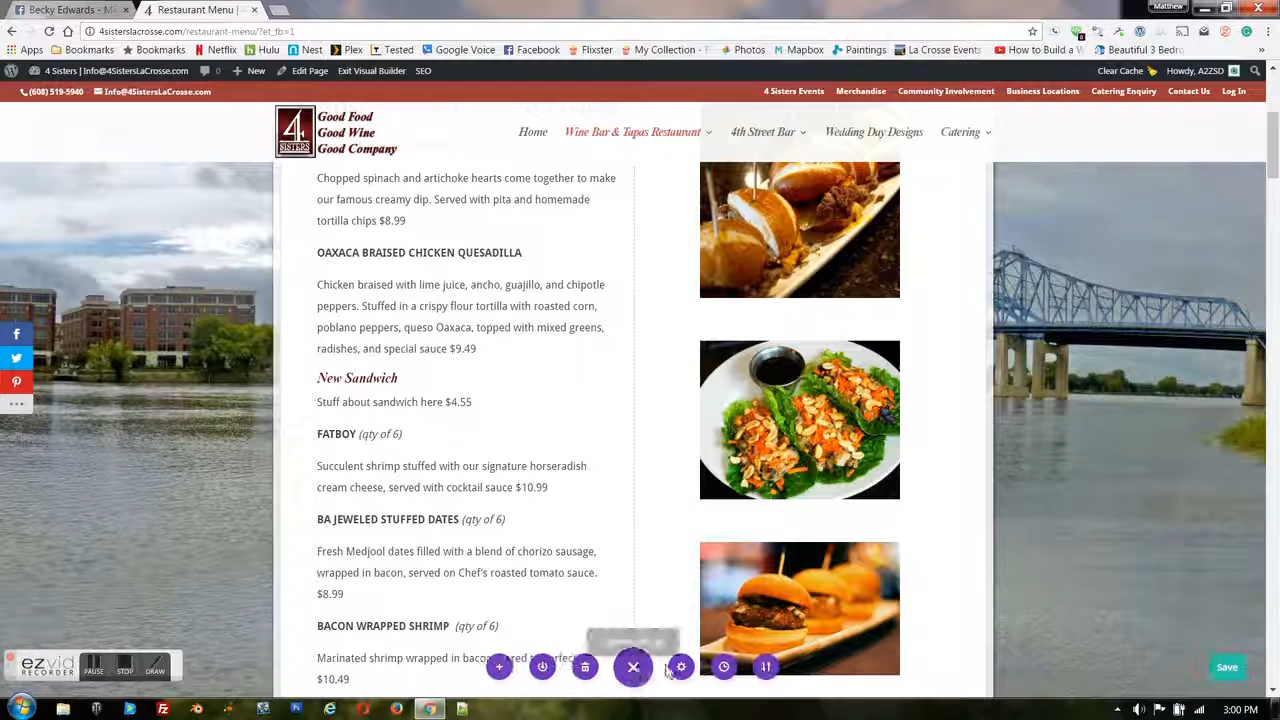 Matthew
Becky Edwards - 4 Sisters
Restaurant Menu |
4sisterslacrosse.com/restaurant-menu/?et_fb=1
Apps Bookmarks Bookmarks Netflix Hulu Nest Plex Tested Google Voice Facebook Flixster My Collection - Photos Mapbox Paintings La Crosse Events How to Build a Beautiful 3 Bedro
4 Sisters | Info@4SistersLaCrosse.com 0 New Edit Page Exit Visual Builder SEO Clear Cache Howdy, A2ZSD
(608) 519-5940 Info@4SistersLaCrosse.com 4 Sisters Events Merchandise Community Involvement Business Locations Catering Enquiry Contact Us Log In
4 SISTERS
Good Food
Good Wine
Good Company
Home Wine Bar & Tapas Restaurant 4th Street Bar Wedding Day Designs Catering
Chopped spinach and artichoke hearts come together to make
our famous creamy dip. Served with pita and homemade
tortilla chips $8.99
OAXACA BRAISED CHICKEN QUESADILLA
Chicken braised with lime juice, ancho, guajillo, and chipotle
peppers. Stuffed in a crispy flour tortilla with roasted corn,
poblano peppers, queso Oaxaca, topped with mixed greens,
radishes, and special sauce $9.49
New Sandwich
Stuff about sandwich here $4.55
FATBOY (qty of 6)
Succulent shrimp stuffed with our signature horseradish
cream cheese, served with cocktail sauce $10.99
BA JEWELED STUFFED DATES (qty of 6)
Fresh Medjool dates filled with a blend of chorizo sausage,
wrapped in bacon, served on Chef's roasted tomato sauce.
$8.99
BACON WRAPPED SHRIMP (qty of 6)
Marinated shrimp wrapped in bacon
$10.49
ezvid
RECORDER
PAUSE STOP DRAW
Save
3:00 PM